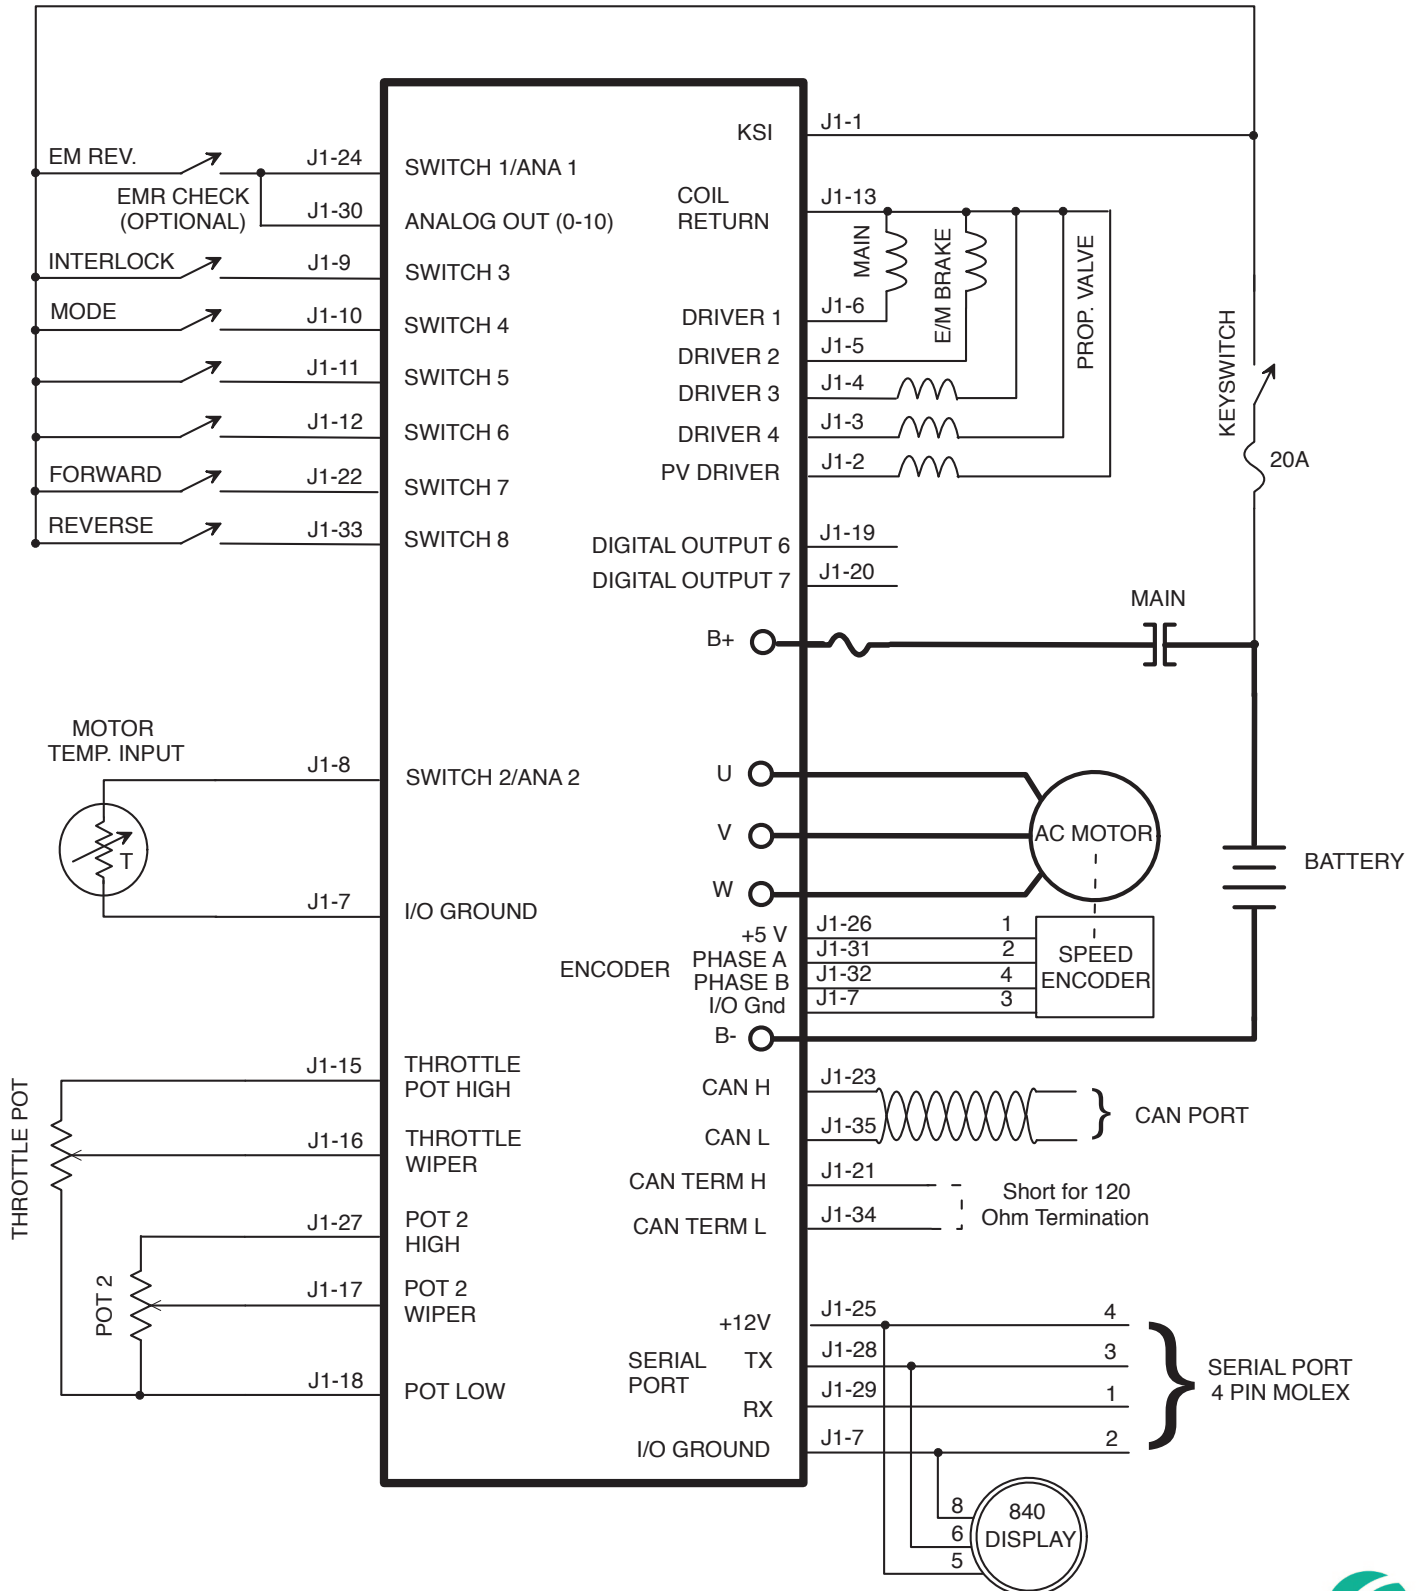 KSI
J1-1
EM REV.
J1-24
SWITCH 1/ANA 1
EMR CHECK
(OPTIONAL)
J1-30
ANALOG OUT (0-10)
INTERLOCK
J1-9
SWITCH 3
MODE
J1-10
SWITCH 4
J1-11
SWITCH 5
J1-12
SWITCH 6
FORWARD
J1-22
SWITCH 7
REVERSE
J1-33
SWITCH 8
COIL
RETURN
J1-13
MAIN
E/M BRAKE
PROP. VALVE
DRIVER 1
J1-6
DRIVER 2
J1-5
DRIVER 3
J1-4
DRIVER 4
J1-3
PV DRIVER
J1-2
KEYSWITCH
20A
DIGITAL OUTPUT 6
J1-19
DIGITAL OUTPUT 7
J1-20
MAIN
B+
MOTOR
TEMP. INPUT
J1-8
SWITCH 2/ANA 2
T
J1-7
I/O GROUND
U
V
W
AC MOTOR
BATTERY
ENCODER
+5 V
J1-26
1
PHASE A
J1-31
2
PHASE B
J1-32
4
I/O Gnd
J1-7
3
SPEED
ENCODER
B-
THROTTLE POT
J1-15
THROTTLE
POT HIGH
J1-16
THROTTLE
WIPER
POT 2
J1-27
POT 2
HIGH
J1-17
POT 2
WIPER
J1-18
POT LOW
CAN H
J1-23
CAN L
J1-35
CAN PORT
CAN TERM H
J1-21
CAN TERM L
J1-34
Short for 120
Ohm Termination
SERIAL
PORT
+12V
J1-25
4
TX
J1-28
3
RX
J1-29
1
I/O GROUND
J1-7
2
SERIAL PORT
4 PIN MOLEX
8
6
5
840
DISPLAY